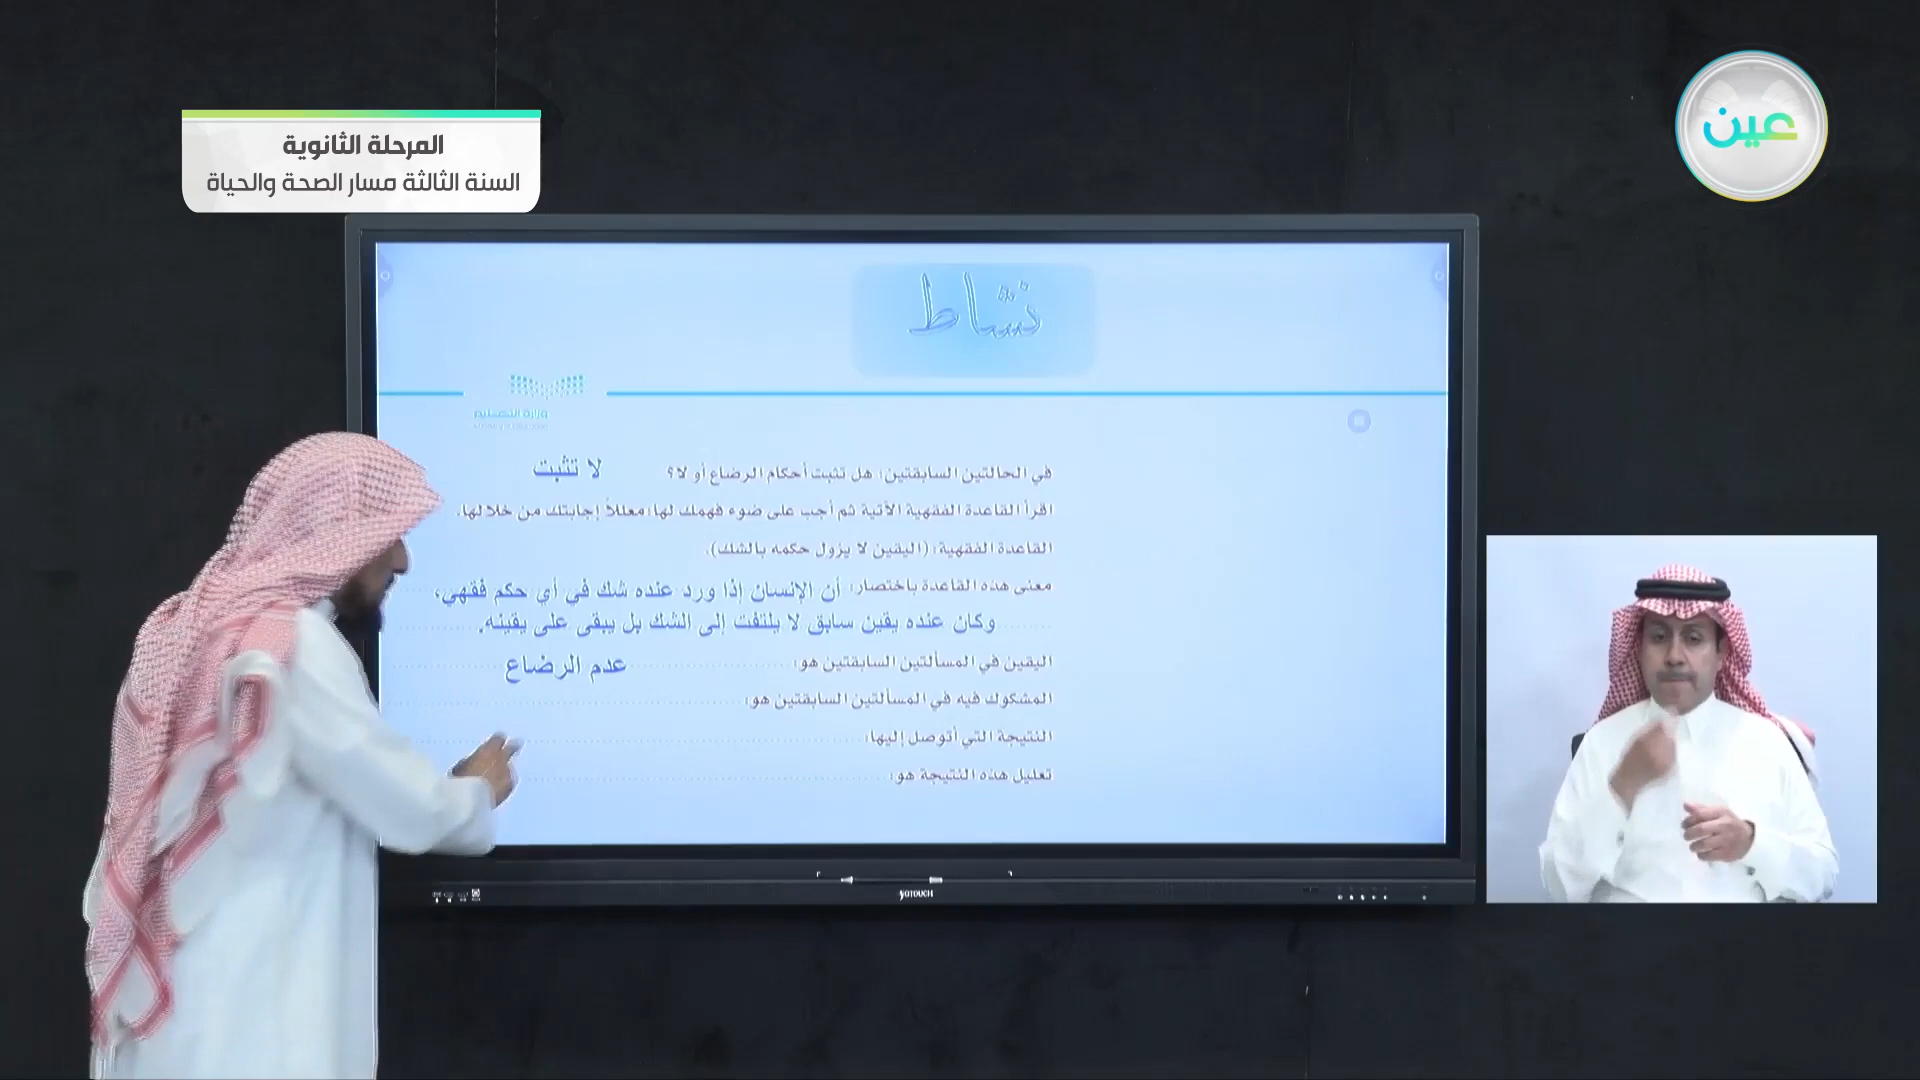 المرحلة الثانوية
السنة الثالثة مسار الصحة والحياة
عين
نشاط
وزارة التعليم
في الحالتين السابقتين: هل تثبت أحكام الرضاع أو لا؟ لا تثبت
اقرأ القاعدة الفقهية الآتية ثم أجب على ضوء فهمك لها، معللاً إجابتك من خلالها.
القاعدة الفقهية: (اليقين لا يزول حكمه بالشك).
معنى هذه القاعدة باختصار: أن الإنسان إذا ورد عنده شك في أي حكم فقهي،
وكان عنده يقين سابق لا يلتفت إلى الشك بل يبقى على يقينه.
اليقين في المسألتين السابقتين هو: عدم الرضاع
المشكوك فيه في المسألتين السابقتين هو:
النتيجة التي أتوصل إليها:
تعليل هذه النتيجة هو:
YOTOUCH